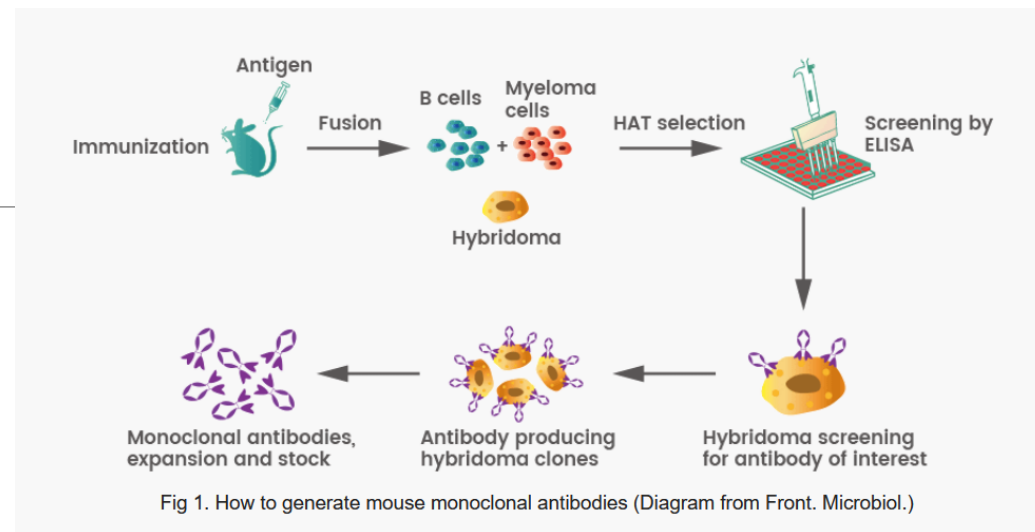 Antigen
Immunization
Fusion
B cells
+
Myeloma
cells
Hybridoma
HAT selection
Screening by
ELISA
Monoclonal antibodies,
expansion and stock
Antibody producing
hybridoma clones
Hybridoma screening
for antibody of interest
Fig 1. How to generate mouse monoclonal antibodies (Diagram from Front. Microbiol.)